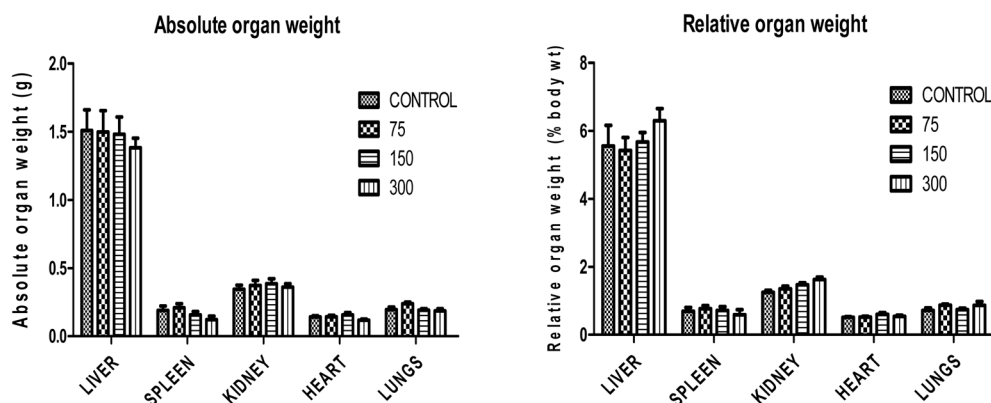 Absolute organ weight
Absolute organ weight (g)
2.0
1.5
1.0
0.5
0.0
CONTROL
75
150
300
LIVER
SPLEEN
KIDNEY
HEART
LUNGS
Relative organ weight
Relative organ weight (% body wt)
8
6
4
2
0
CONTROL
75
150
300
LIVER
SPLEEN
KIDNEY
HEART
LUNGS